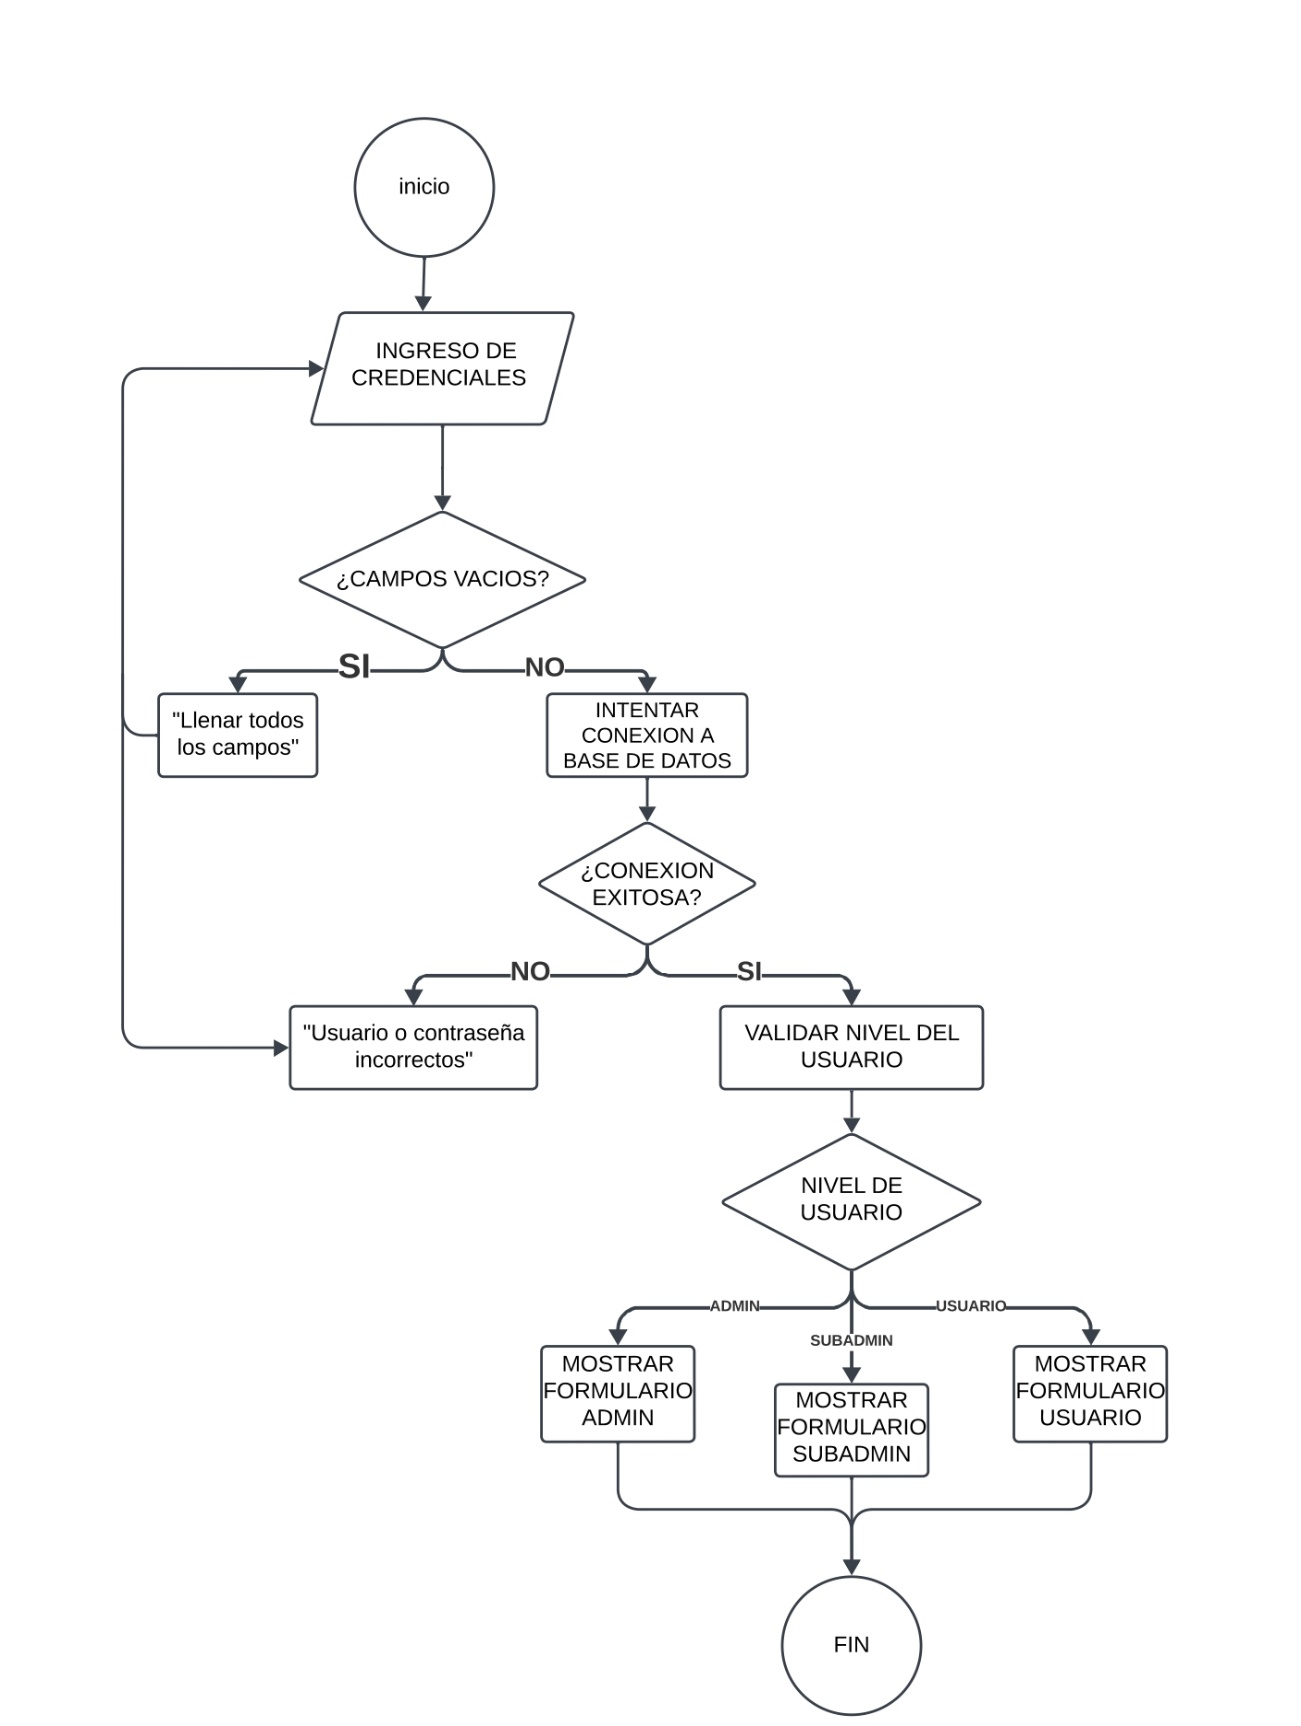 inicio
INGRESO DE
CREDENCIALES
¿CAMPOS VACIOS?
SI
NO
"Llenar todos
los campos"
INTENTAR
CONEXION A
BASE DE DATOS
¿CONEXION
EXITOSA?
NO
SI
"Usuario o contraseña
incorrectos"
VALIDAR NIVEL DEL
USUARIO
NIVEL DE
USUARIO
ADMIN
SUBADMIN
USUARIO
MOSTRAR
FORMULARIO
ADMIN
MOSTRAR
FORMULARIO
SUBADMIN
MOSTRAR
FORMULARIO
USUARIO
FIN